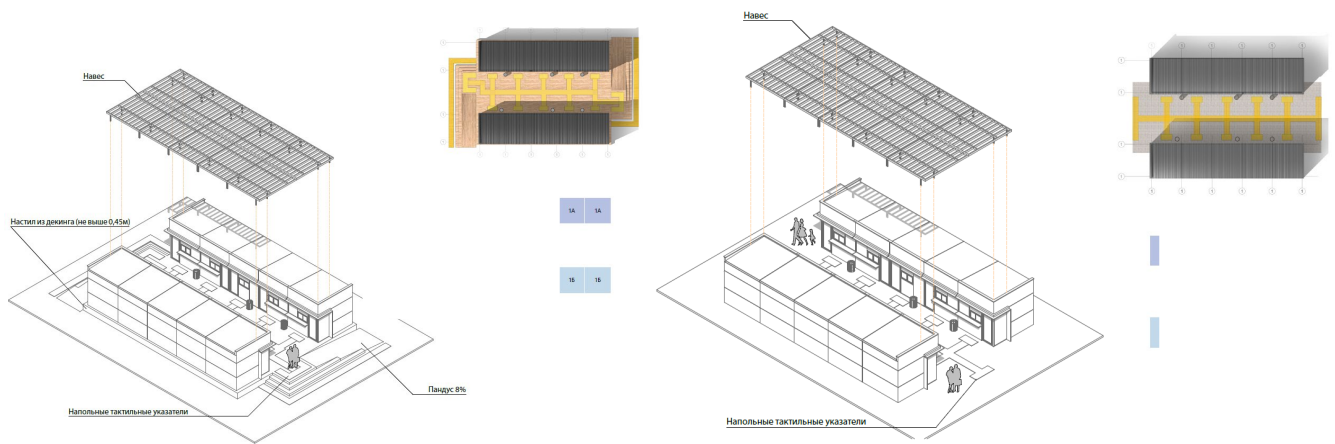 Навес
Настил из декинга (не выше 0,45м)
Напольные тактильные указатели
Пандус 8%
1А 1А
1Б 1Б
Навес
Напольные тактильные указатели